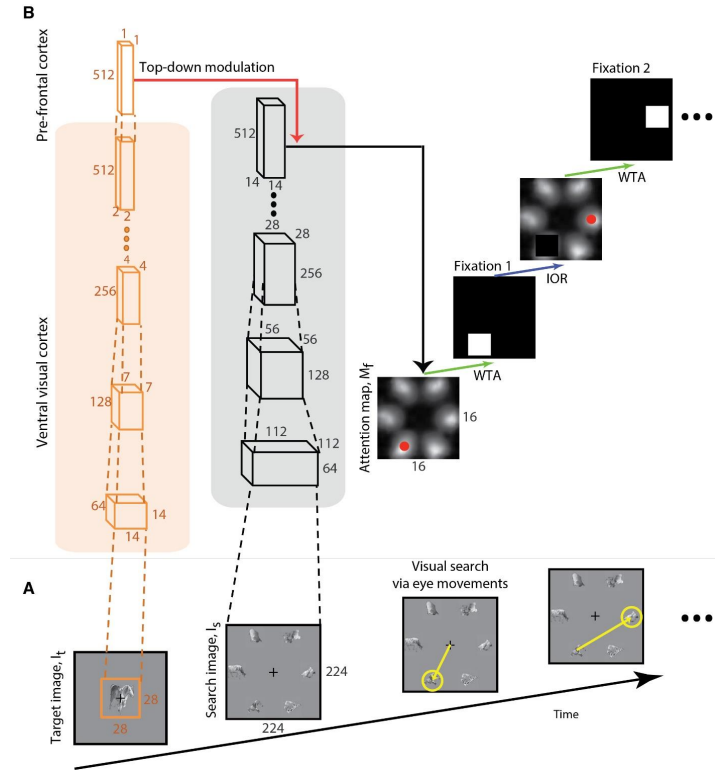 B
Pre-frontal cortex
1
1
512
Top-down modulation
512
2
2
4
4
256
7
7
128
64
14
14
Ventral visual cortex
512
14
14
28
28
256
56
56
128
112
112
64
Attention map, Mf
16
16
WTA
Fixation 1
IOR
WTA
Fixation 2
A
Target image, It
28
28
Search image, Is
224
224
Visual search
via eye movements
Time